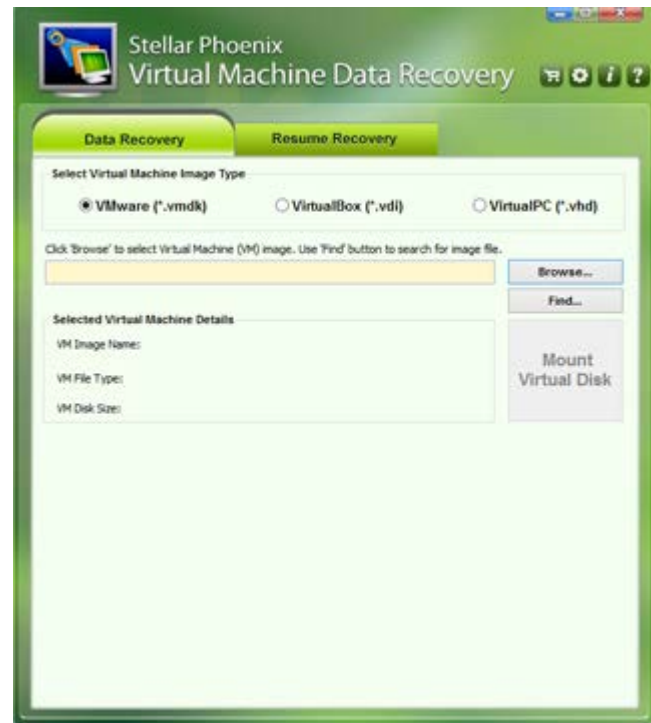 Stellar Phoenix
Virtual Machine Data Recovery
Data Recovery
Resume Recovery
Select Virtual Machine Image Type
VMware (*.vmdk)
VirtualBox (*.vdi)
VirtualPC (*.vhd)
Click 'Browse' to select Virtual Machine (VM) image. Use 'Find' button to search for image file.
Browse...
Find...
Selected Virtual Machine Details
VM Image Name:
VM File Type:
VM Disk Size:
Mount
Virtual Disk